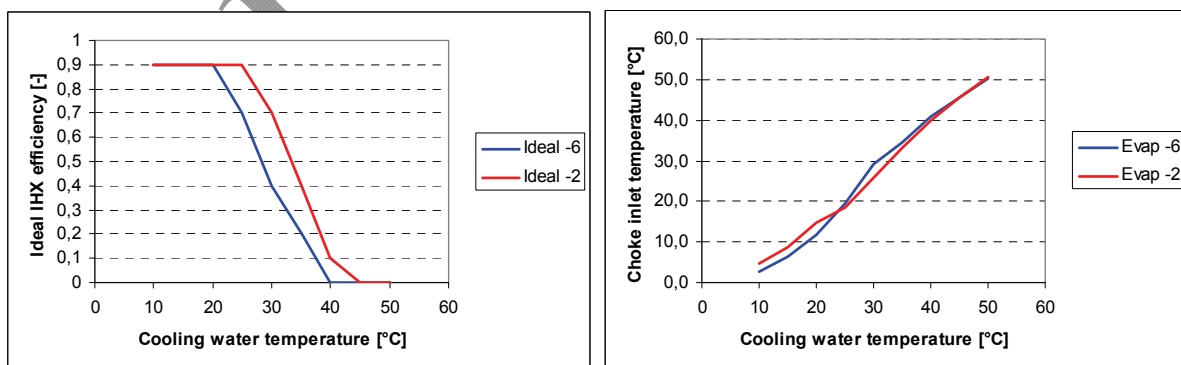 Ideal IHX efficiency [-]
1
0,9
0,8
0,7
0,6
0,5
0,4
0,3
0,2
0,1
0
0 10 20 30 40 50 60
Cooling water temperature [°C]
Ideal -6
Ideal -2
Choke inlet temperature [°C]
60,0
50,0
40,0
30,0
20,0
10,0
0,0
0 10 20 30 40 50 60
Cooling water temperature [°C]
Evap -6
Evap -2